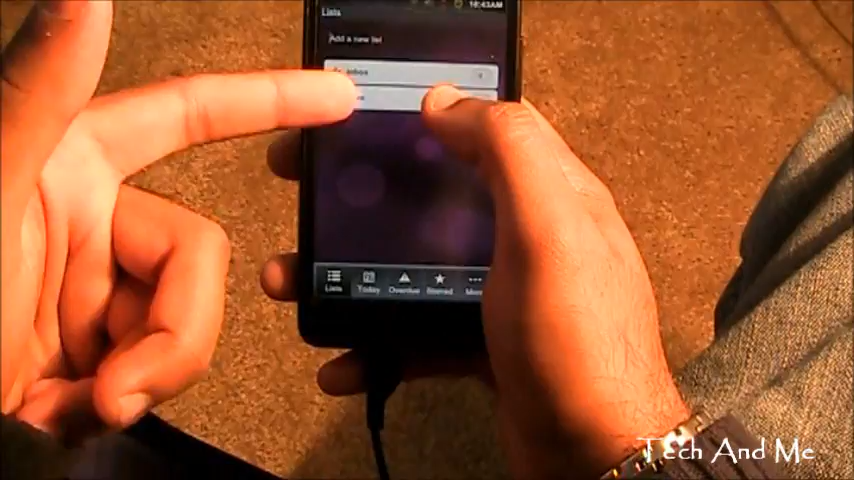 10:43AM
Lists
Add a new list
Inbox
Lists Today Overdue Starred
Tech And Me